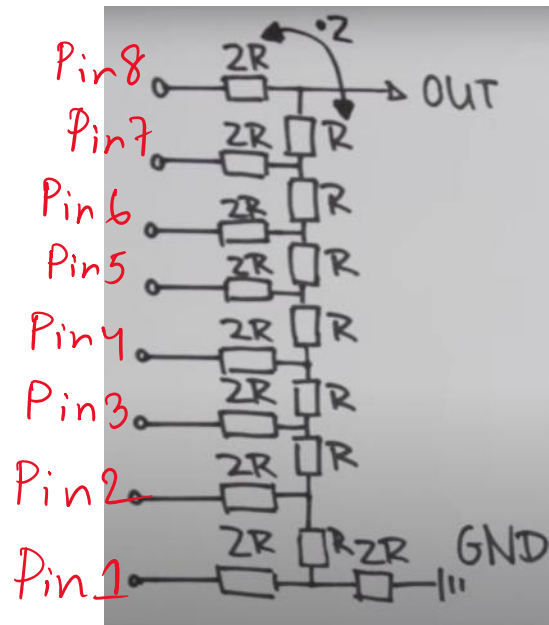 .2
Pin8 2R OUT
Pin7 2R R
Pin6 2R R
Pin5 2R R
Pin4 2R R
Pin3 2R R
Pin2 2R R
Pin1 2R R 2R GND